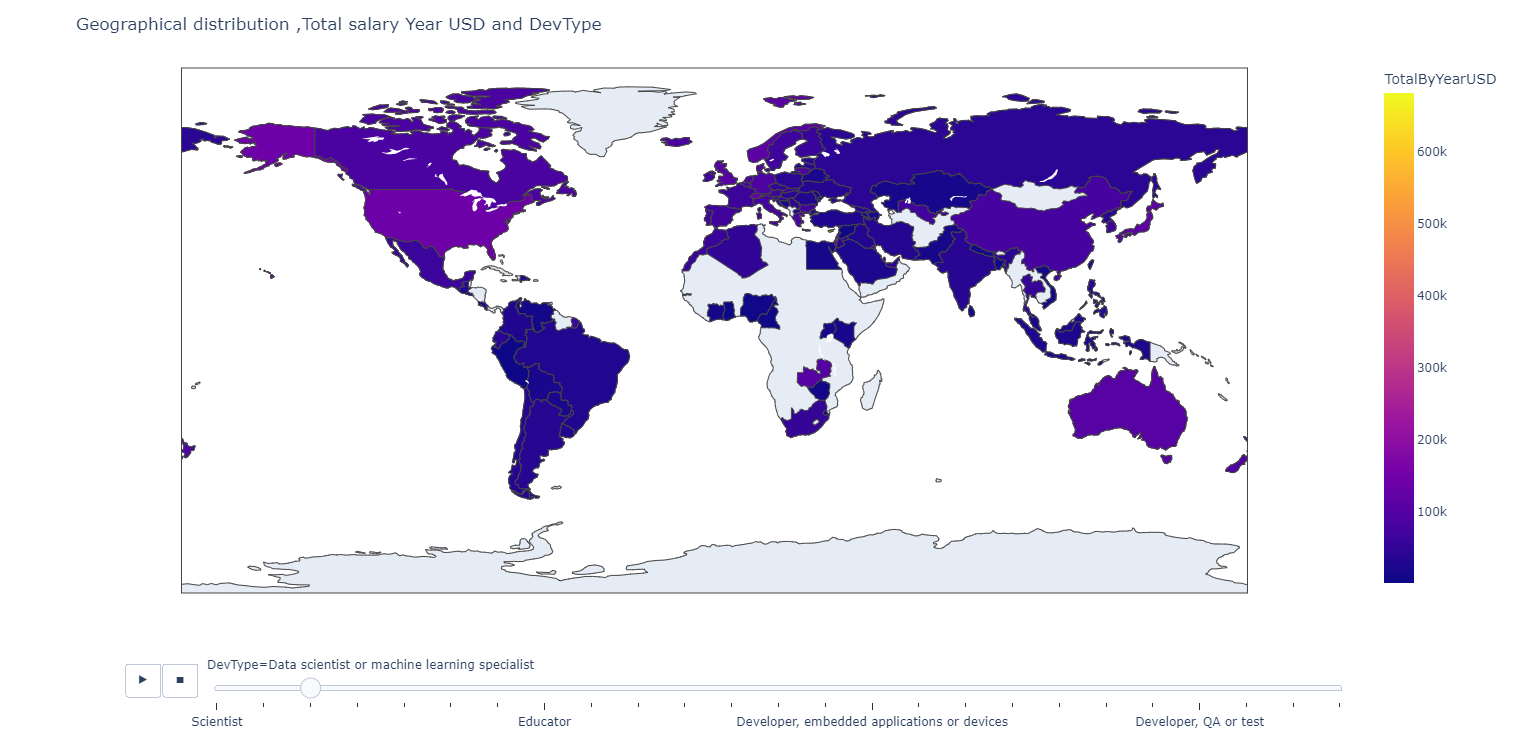 Geographical distribution ,Total salary Year USD and DevType
TotalByYearUSD
600k
500k
400k
300k
200k
100k
DevType=Data scientist or machine learning specialist
Scientist
Educator
Developer, embedded applications or devices
Developer, QA or test